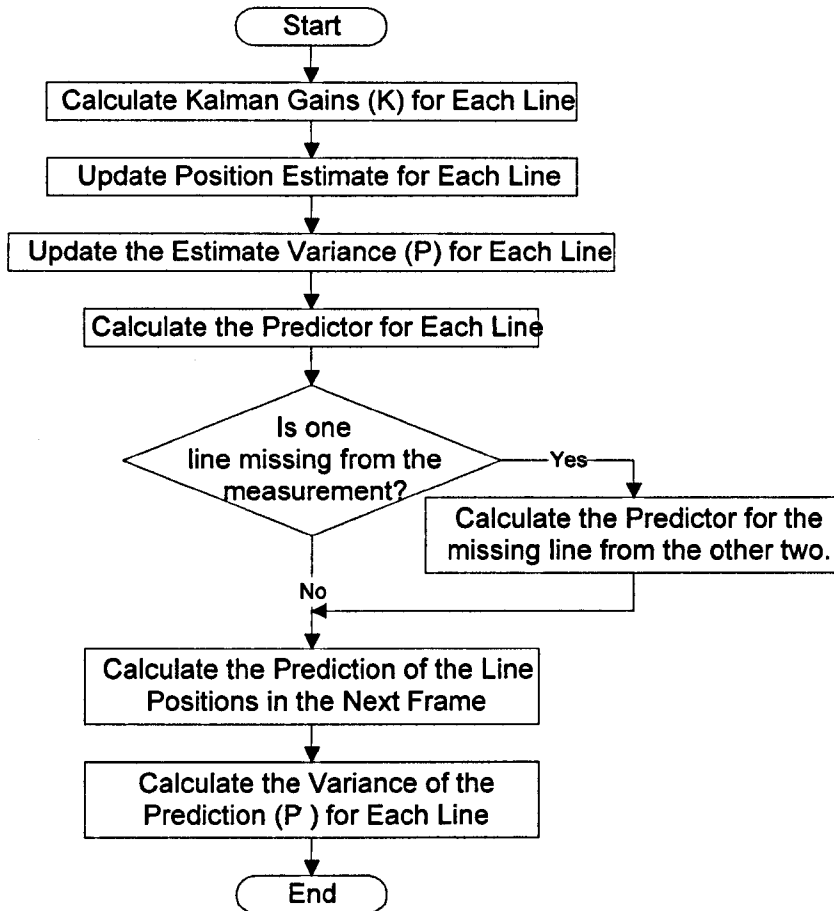 Start
Calculate Kalman Gains (K) for Each Line
Update Position Estimate for Each Line
Update the Estimate Variance (P) for Each Line
Calculate the Predictor for Each Line
Is one
line missing from the
measurement?
Yes
Calculate the Predictor for the
missing line from the other two.
No
Calculate the Prediction of the Line
Positions in the Next Frame
Calculate the Variance of the
Prediction (P' ) for Each Line
End